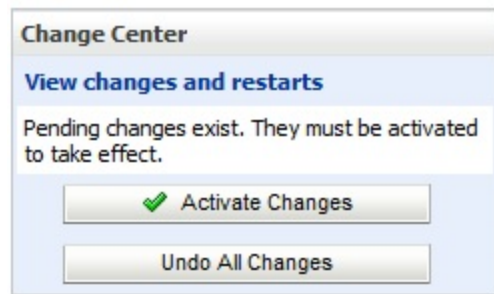 Change Center
View changes and restarts
Pending changes exist. They must be activated
to take effect.
Activate Changes
Undo All Changes